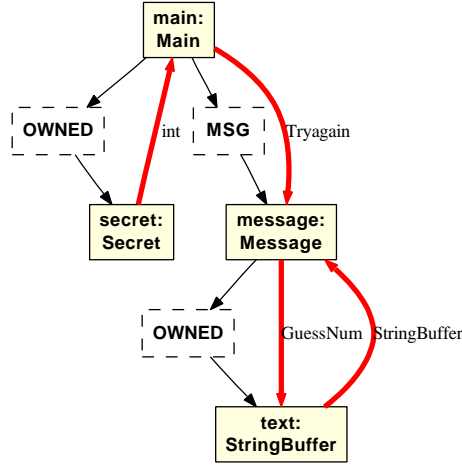 main:
Main
OWNED
MSG
int
Tryagain
secret:
Secret
message:
Message
OWNED
GuessNum
StringBuffer
text:
StringBuffer